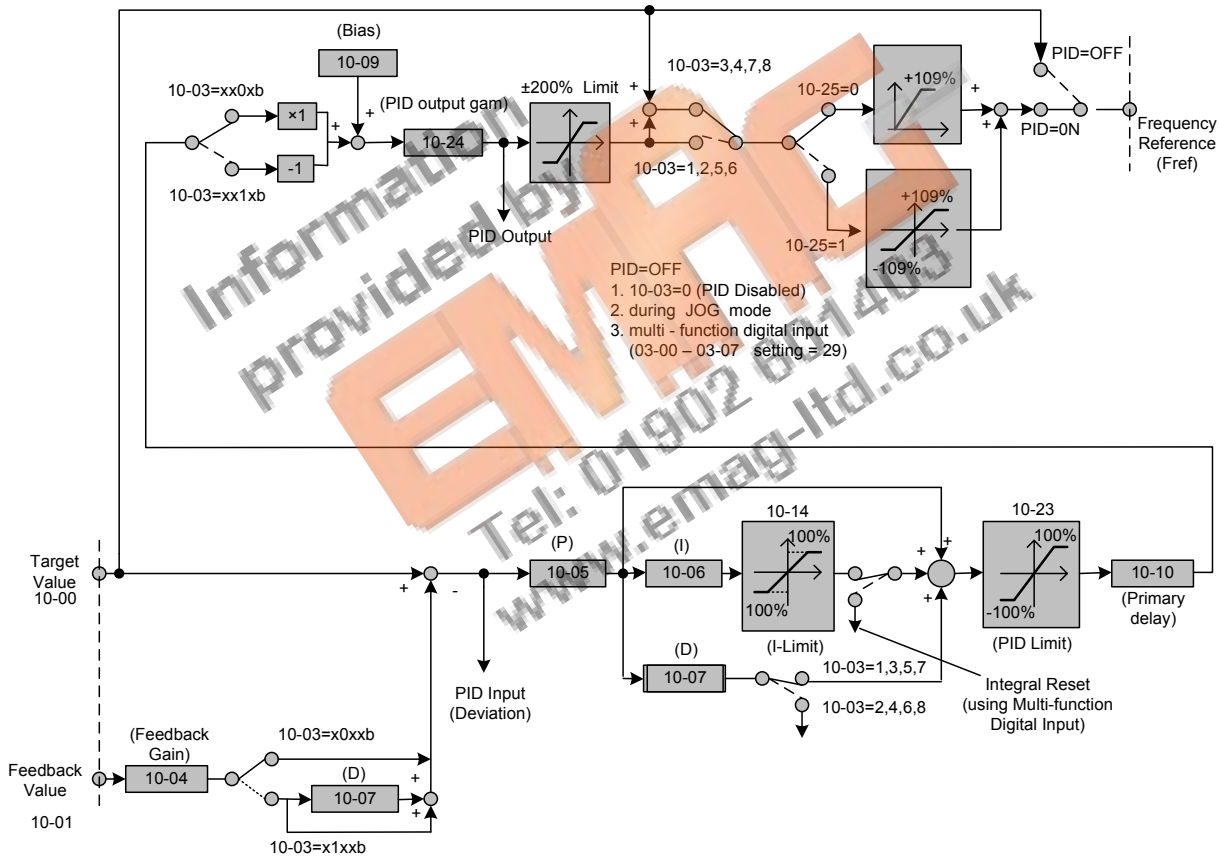 PID=OFF
(Bias)
10-09
10-03=xx0xb
×1
-1
10-03=xx1xb
+
+
+
(PID output gam)
10-24
PID Output
±200% Limit
+
+
10-03=3,4,7,8
10-03=1,2,5,6
10-25=0
+109%
10-25=1
+109%
-109%
+
+
PID=0N
Frequency
Reference
(Fref)
PID=OFF
1. 10-03=0 (PID Disabled)
2. during JOG mode
3. multi - function digital input
(03-00 – 03-07 setting = 29)
Information
provided by
EMAC
Tel: 01902 601403
www.emag-ltd.co.uk
Target
Value
10-00
+
-
PID Input
(Deviation)
(P)
10-05
(I)
10-06
10-14
100%
100%
(I-Limit)
(D)
10-07
10-03=1,3,5,7
10-03=2,4,6,8
Integral Reset
(using Multi-function
Digital Input)
+
+
+
10-23
100%
-100%
(PID Limit)
10-10
(Primary
delay)
Feedback
Value
10-01
(Feedback
Gain)
10-04
10-03=x0xxb
(D)
10-07
+
+
10-03=x1xxb